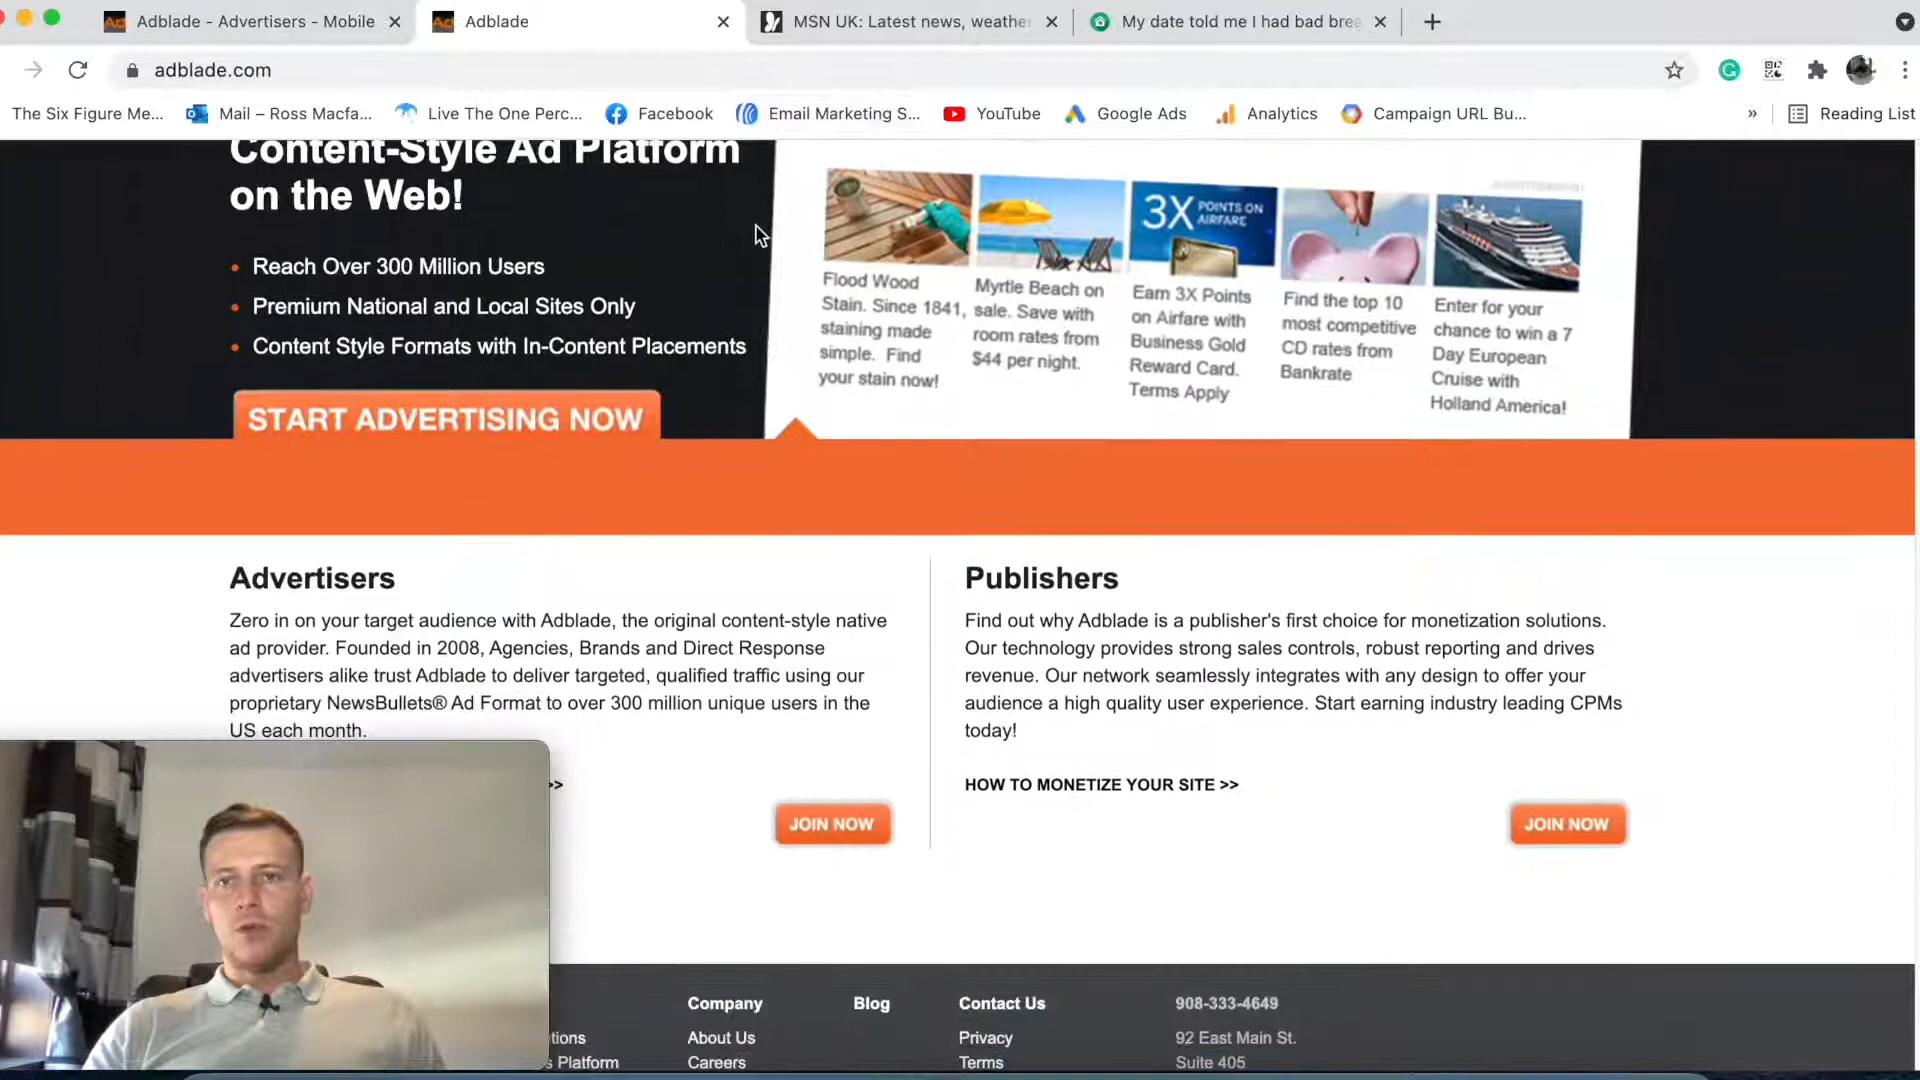 Adblade - Advertisers - Mobile
Adblade
MSN UK: Latest news, weathe
My date told me I had bad brea
adblade.com
The Six Figure Me...
Mail – Ross Macfa...
Live The One Perc...
Facebook
Email Marketing S...
YouTube
Google Ads
Analytics
Campaign URL Bu...
»
Reading List
Content-Style Ad Platform
on the Web!
Reach Over 300 Million Users
Premium National and Local Sites Only
Content Style Formats with In-Content Placements
START ADVERTISING NOW
3X POINTS ON
AIRFARE
Flood Wood
Stain. Since 1841,
staining made
simple. Find
your stain now!
Myrtle Beach on
sale. Save with
room rates from
$44 per night.
Earn 3X Points
on Airfare with
Business Gold
Reward Card.
Terms Apply
Find the top 10
most competitive
CD rates from
Bankrate
Enter for your
chance to win a 7
Day European
Cruise with
Holland America!
Advertisers
Zero in on your target audience with Adblade, the original content-style native
ad provider. Founded in 2008, Agencies, Brands and Direct Response
advertisers alike trust Adblade to deliver targeted, qualified traffic using our
proprietary NewsBullets® Ad Format to over 300 million unique users in the
US each month.
>>
JOIN NOW
Publishers
Find out why Adblade is a publisher's first choice for monetization solutions.
Our technology provides strong sales controls, robust reporting and drives
revenue. Our network seamlessly integrates with any design to offer your
audience a high quality user experience. Start earning industry leading CPMs
today!
HOW TO MONETIZE YOUR SITE >>
JOIN NOW
tions
s Platform
Company
About Us
Careers
Blog
Contact Us
Privacy
Terms
908-333-4649
92 East Main St.
Suite 405